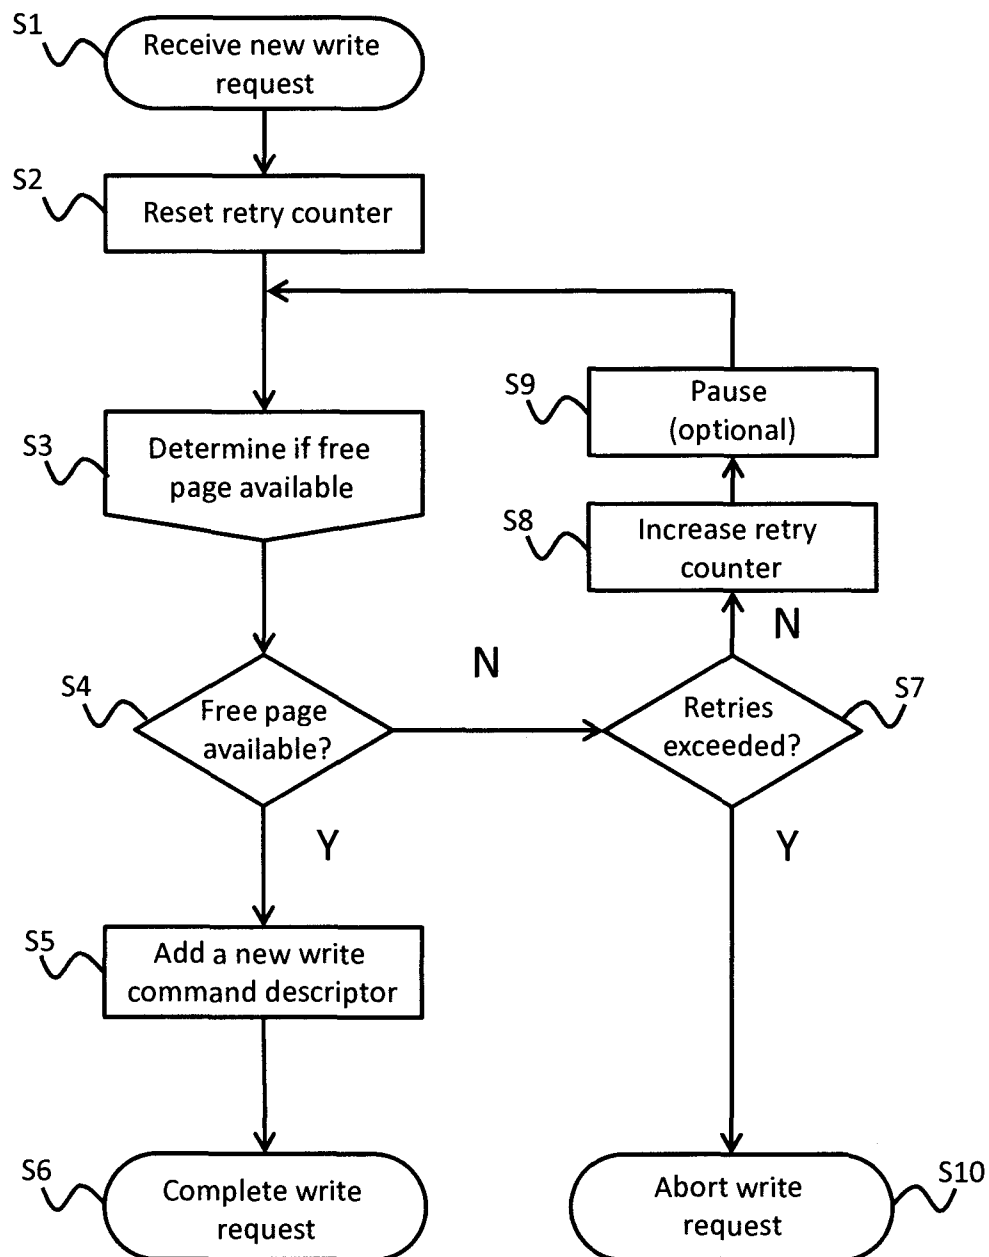 S1
Receive new write
request
S2
Reset retry counter
S9
Pause
(optional)
S3
Determine if free
page available
S8
Increase retry
counter
N
N
S4
Free page
available?
S7
Retries
exceeded?
Y
Y
S5
Add a new write
command descriptor
S6
Complete write
request
S10
Abort write
request